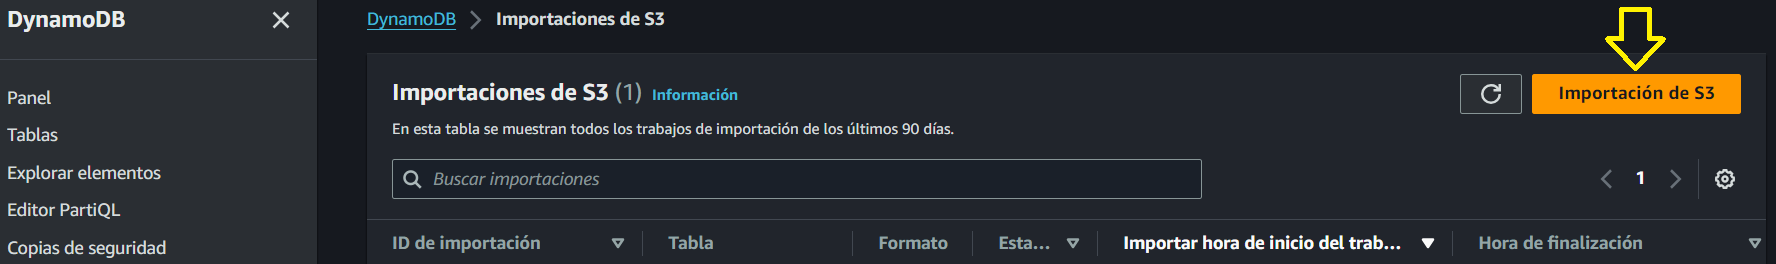 DynamoDB
Panel
Tablas
Explorar elementos
Editor PartiQL
Copias de seguridad
DynamoDB > Importaciones de S3
Importaciones de S3 (1) Información
Importación de S3
En esta tabla se muestran todos los trabajos de importación de los últimos 90 días.
Buscar importaciones
1
ID de importación Tabla Formato Esta... Importar hora de inicio del trab... Hora de finalización